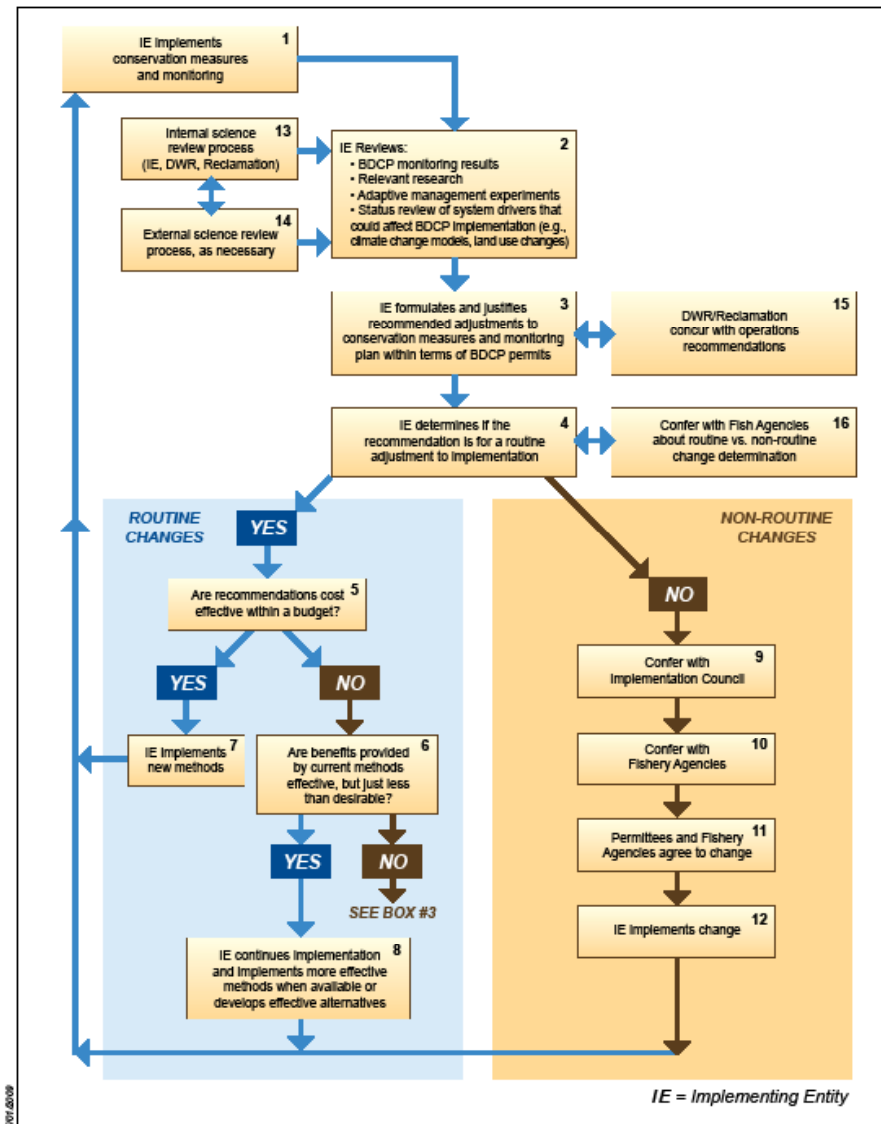 1
IE Implements
conservation measures
and monitoring
13
Internal science
review process
(IE, DWR, Reclamation)
2
IE Reviews:
• BDCP monitoring results
• Relevant research
• Adaptive management experiments
• Status review of system drivers that
could affect BDCP Implementation (e.g.,
climate change models, land use changes)
14
External science review
process, as necessary
3
IE formulates and justifies
recommended adjustments to
conservation measures and monitoring
plan within terms of BDCP permits
15
DWR/Reclamation
concur with operations
recommendations
4
IE determines if the
recommendation is for a routine
adjustment to implementation
16
Confer with Fish Agencies
about routine vs. non-routine
change determination
ROUTINE
CHANGES
YES
NON-ROUTINE
CHANGES
NO
5
Are recommendations cost
effective within a budget?
YES
NO
7
IE Implements
new methods
6
Are benefits provided
by current methods
effective, but just less
than desirable?
YES
NO
SEE BOX #3
8
IE continues Implementation
and Implements more effective
methods when available or
develops effective alternatives
9
Confer with
Implementation Council
10
Confer with
Fishery Agencies
11
Permittees and Fishery
Agencies agree to change
12
IE Implements change
IE = Implementing Entity